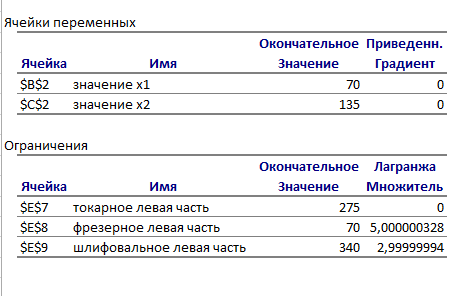 Ячейки переменных
Окончательное Приведенн.
Ячейка Имя Значение Градиент
$B$2 значение x1 70 0
$C$2 значение x2 135 0
Ограничения
Окончательное Лагранжа
Ячейка Имя Значение Множитель
$E$7 токарное левая часть 275 0
$E$8 фрезерное левая часть 70 5,000000328
$E$9 шлифовальное левая часть 340 2,99999994